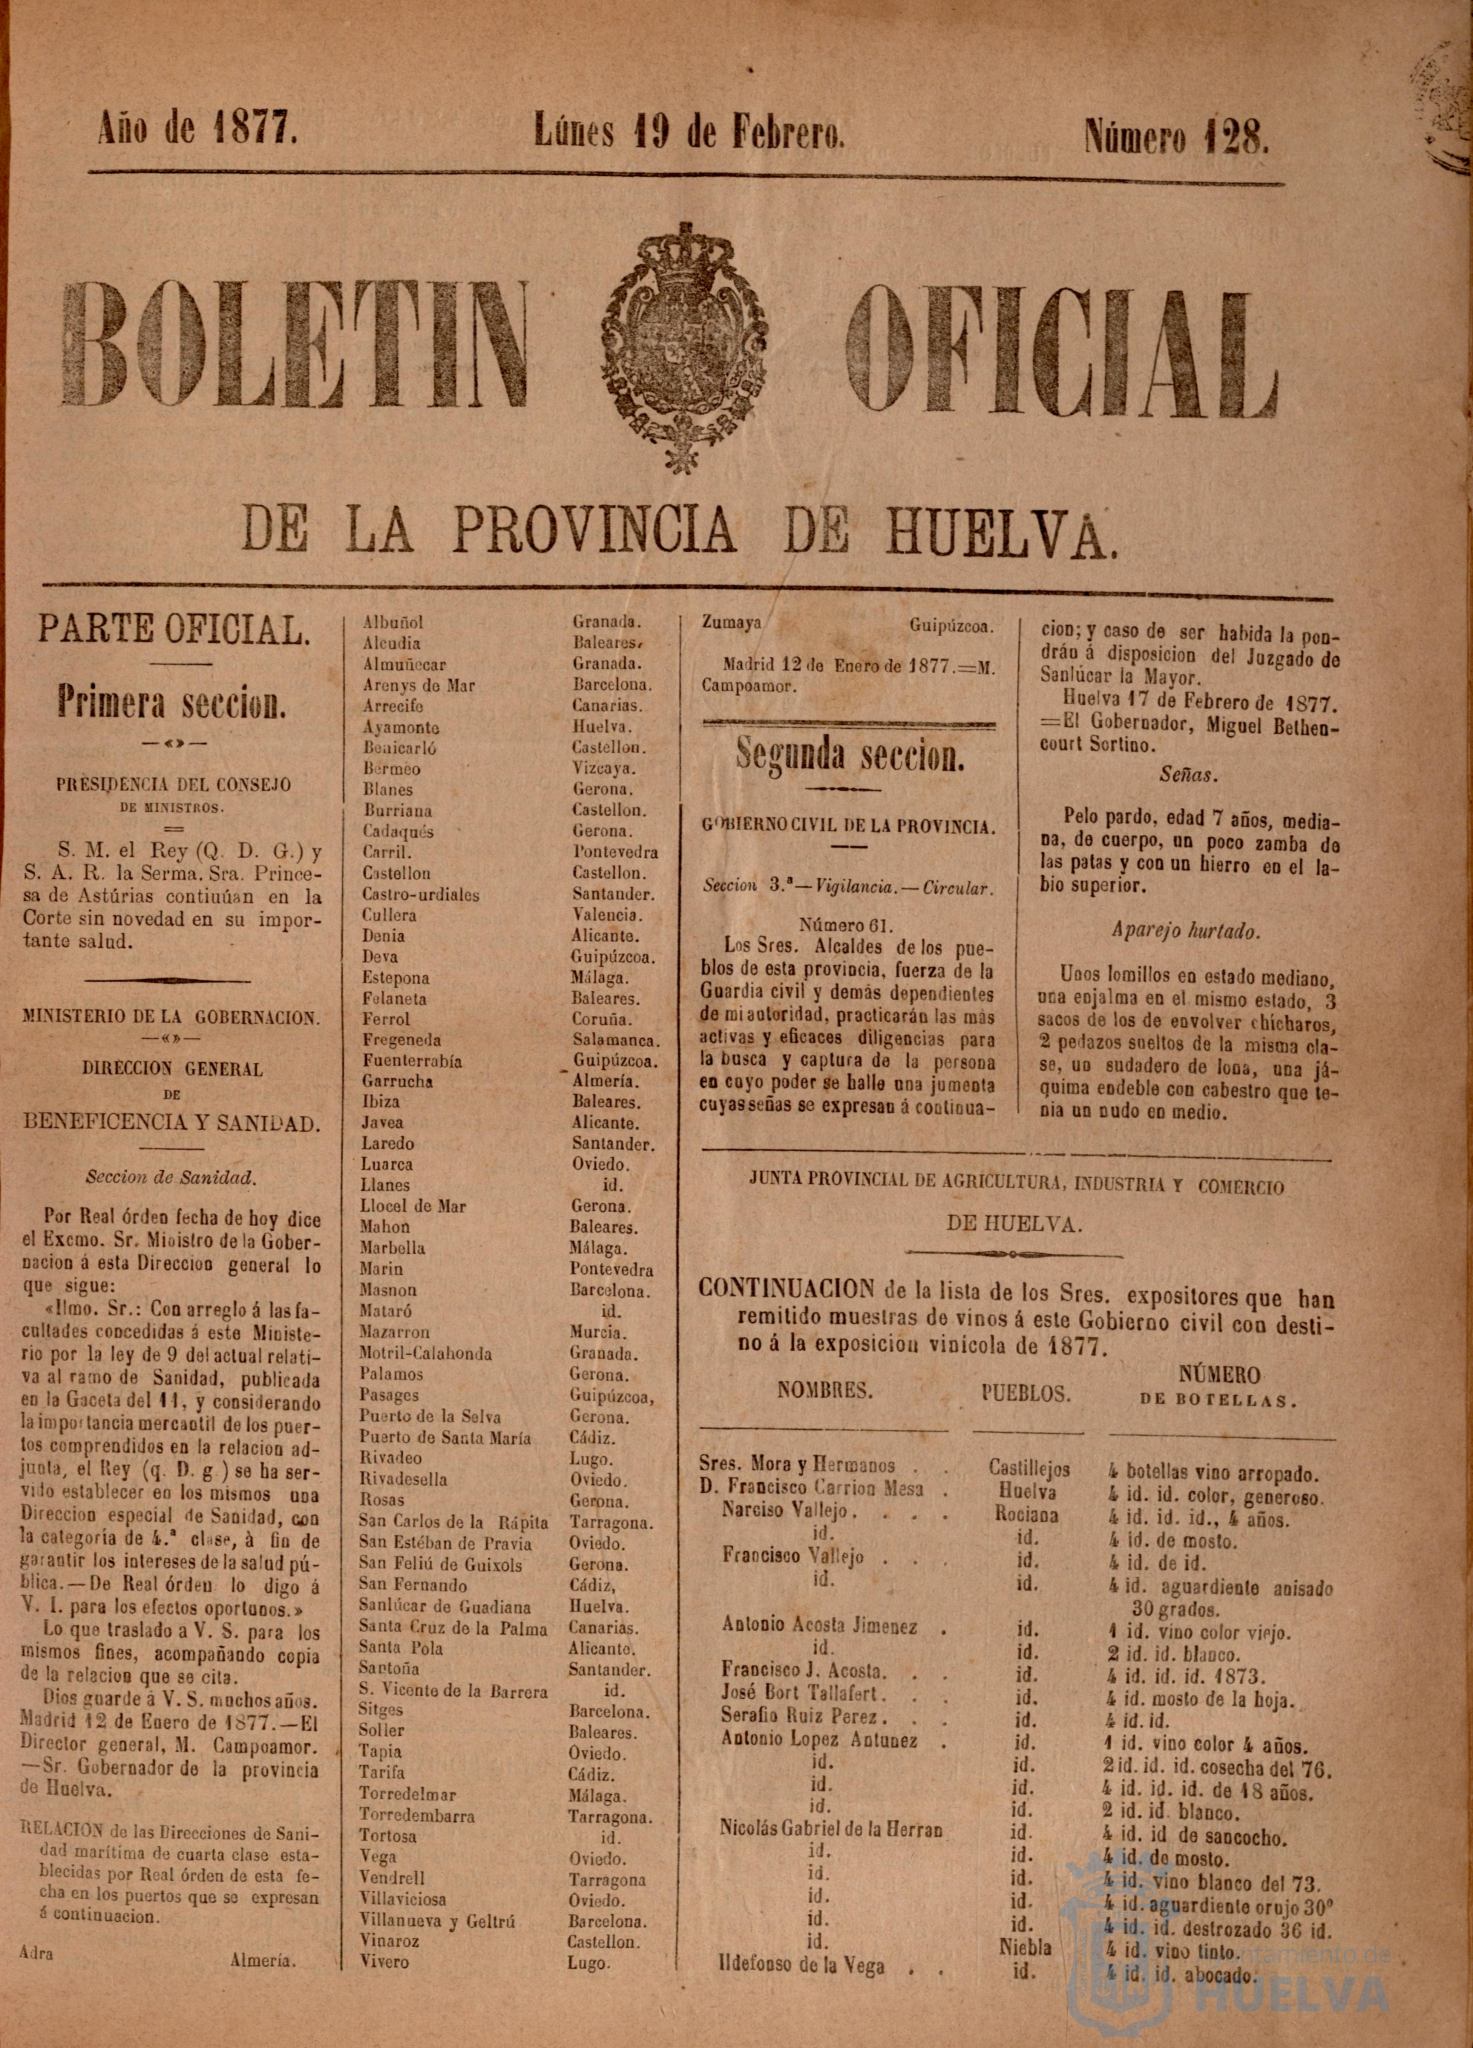 Año de 1877.
Lúnes 19 de Febrero.
Número 128.
BOLETIN OFICIAL
DE LA PROVINCIA DE HUELVA.
PARTE OFICIAL.
Primera seccion.
PRESIDENCIA DEL CONSEJO
DE MINISTROS.
S. M. el Rey (Q. D. G.) y
S. A. R. la Serma. Sra. Prince-
sa de Astúrias continúan en la
Corte sin novedad en su impor-
tante salud.
MINISTERIO DE LA GOBERNACION.
DIRECCION GENERAL
DE
BENEFICENCIA Y SANIDAD.
Seccion de Sanidad.
Por Real órden fecha de hoy dice
el Excmo. Sr. Ministro de la Gober-
nacion á esta Direccion general lo
que sigue:
«Ilmo. Sr.: Con arreglo á las fa-
cultades concedidas á este Ministe-
rio por la ley de 9 del actual relati-
va al ramo de Sanidad, publicada
en la Gaceta del 11, y considerando
la importancia mercantil de los puer-
tos comprendidos en la relacion ad-
junta, el Rey (q. D. g ) se ha ser-
vido establecer en los mismos una
Direccion especial de Sanidad, con
la categoría de 4.ª clase, à fin de
garantir los intereses de la salud pú-
blica.—De Real órden lo digo á
V. I. para los efectos oportunos.»
Lo que traslado a V. S. para los
mismos fines, acompañando copia
de la relacion que se cita.
Dios guarde á V. S. muchos años.
Madrid 12 de Enero de 1877.—El
Director general, M. Campoamor.
—Sr. Gobernador de la provincia
de Huelva.
RELACION de las Direcciones de Sani-
dad marítima de cuarta clase esta-
blecidas por Real órden de esta fe-
cha en los puertos que se expresan
á continuacion.
Adra Almería.
Albuñol Granada.
Alcudia Baleares.
Almuñecar Granada.
Arenys de Mar Barcelona.
Arrecife Canarias.
Ayamonte Huelva.
Benicarló Castellon.
Bermeo Vizcaya.
Blanes Gerona.
Burriana Castellon.
Cadaqués Gerona.
Carril. Pontevedra
Castellon Castellon.
Castro-urdiales Santander.
Cullera Valencia.
Denia Alicante.
Deva Guipúzcoa.
Estepona Málaga.
Felaneta Baleares.
Ferrol Coruña.
Fregeneda Salamanca.
Fuenterrabía Guipúzcoa.
Garrucha Almería.
Ibiza Baleares.
Javea Alicante.
Laredo Santander.
Luarca Oviedo.
Llanes id.
Llocel de Mar Gerona.
Mahon Baleares.
Marbella Málaga.
Marin Pontevedra
Masnon Barcelona.
Mataró id.
Mazarron Murcia.
Motril-Calahonda Granada.
Palamos Gerona.
Pasages Guipúzcoa,
Puerto de la Selva Gerona.
Puerto de Santa María Cádiz.
Rivadeo Lugo.
Rivadesella Oviedo.
Rosas Gerona.
San Carlos de la Rápita Tarragona.
San Estéban de Pravia Oviedo.
San Feliú de Guixols Gerona.
San Fernando Cádiz,
Sanlúcar de Guadiana Huelva.
Santa Cruz de la Palma Canarias.
Santa Pola Alicante.
Santoña Santander.
S. Vicente de la Barrera id.
Sitges Barcelona.
Soller Baleares.
Tapia Oviedo.
Tarifa Cádiz.
Torredelmar Málaga.
Torredembarra Tarragona.
Tortosa id.
Vega Oviedo.
Vendrell Tarragona
Villaviciosa Oviedo.
Villanueva y Geltrú Barcelona.
Vinaroz Castellon.
Vivero Lugo.
Zumaya Guipúzcoa.
Madrid 12 de Enero de 1877.=M.
Campoamor.
Segunda seccion.
GOBIERNO CIVIL DE LA PROVINCIA.
Seccion 3.ª—Vigilancia.—Circular.
Número 61.
Los Sres. Alcaldes de los pue-
blos de esta provincia, fuerza de la
Guardia civil y demás dependientes
de mi autoridad, practicarán las más
activas y eficaces diligencias para
la busca y captura de la persona
en cuyo poder se halle una jumenta
cuyas señas se expresan á continua-
cion; y caso de ser habida la pon-
drán á disposicion del Juzgado de
Sanlúcar la Mayor.
Huelva 17 de Febrero de 1877.
=El Gobernador, Miguel Bethen-
court Sortino.
Señas.
Pelo pardo, edad 7 años, media-
na, de cuerpo, un poco zamba de
las patas y con un hierro en el la-
bio superior.
Aparejo hurtado.
Unos lomillos en estado mediano,
una enjalma en el mismo estado, 3
sacos de los de envolver chícharos,
2 pedazos sueltos de la misma cla-
se, un sudadero de lona, una já-
quima endeble con cabestro que te-
nia un nudo en medio.
JUNTA PROVINCIAL DE AGRICULTURA, INDUSTRIA Y COMERCIO
DE HUELVA.
CONTINUACION de la lista de los Sres. expositores que han
remitido muestras de vinos á este Gobierno civil con desti-
no á la exposicion vinícola de 1877.
NOMBRES. PUEBLOS. NÚMERO
DE BOTELLAS.
Sres. Mora y Hermanos . . Castillejos 4 botellas vino arropado.
D. Francisco Carrion Mesa . Huelva 4 id. id. color, generoso.
Narciso Vallejo. . . . Rociana 4 id. id. id., 4 años.
id. id. 4 id. de mosto.
Francisco Vallejo . . . id. 4 id. de id.
id. id. 4 id. aguardiente anisado
30 grados.
Antonio Acosta Jimenez . id. 1 id. vino color viejo.
id. id. 2 id. id. blanco.
Francisco J. Acosta. . . id. 4 id. id. id. 1873.
José Bort Tallafert. . . id. 4 id. mosto de la hoja.
Serafio Ruiz Perez. . . id. 4 id. id.
Antonio Lopez Antunez . id. 1 id. vino color 4 años.
id. id. 2 id. id. id. cosecha del 76.
id. id. 4 id. id. id. de 18 años.
id. id. 2 id. id. blanco.
Nicolás Gabriel de la Herran id. 4 id. id de sancocho.
id. id. 4 id. de mosto.
id. id. 4 id. vino blanco del 73.
id. id. 4 id. aguardiente orujo 30º
id. id. 4 id. id. destrozado 36 id.
id. Niebla 4 id. vino tinto.
Ildefonso de la Vega . . id. 4 id. id. abocado.
HUELVA